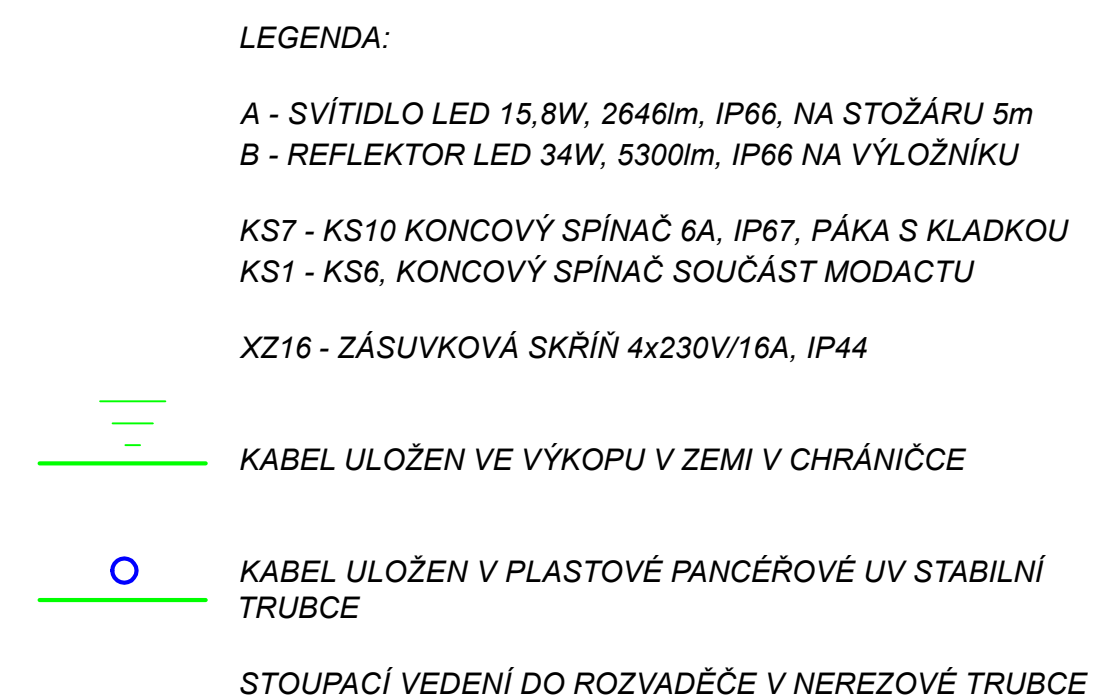 LEGENDA:
A - SVÍTIDLO LED 15,8W, 2646lm, IP66, NA STOŽÁRU 5m
B - REFLEKTOR LED 34W, 5300lm, IP66 NA VÝLOŽNÍKU
KS7 - KS10 KONCOVÝ SPÍNAČ 6A, IP67, PÁKA S KLADKOU
KS1 - KS6, KONCOVÝ SPÍNAČ SOUČÁST MODACTU
XZ16 - ZÁSUVKOVÁ SKŘÍŇ 4x230V/16A, IP44
KABEL ULOŽEN VE VÝKOPU V ZEMI V CHRÁNIČCE
KABEL ULOŽEN V PLASTOVÉ PANCÉŘOVÉ UV STABILNÍ
TRUBCE
STOUPACÍ VEDENÍ DO ROZVADĚČE V NEREZOVÉ TRUBCE